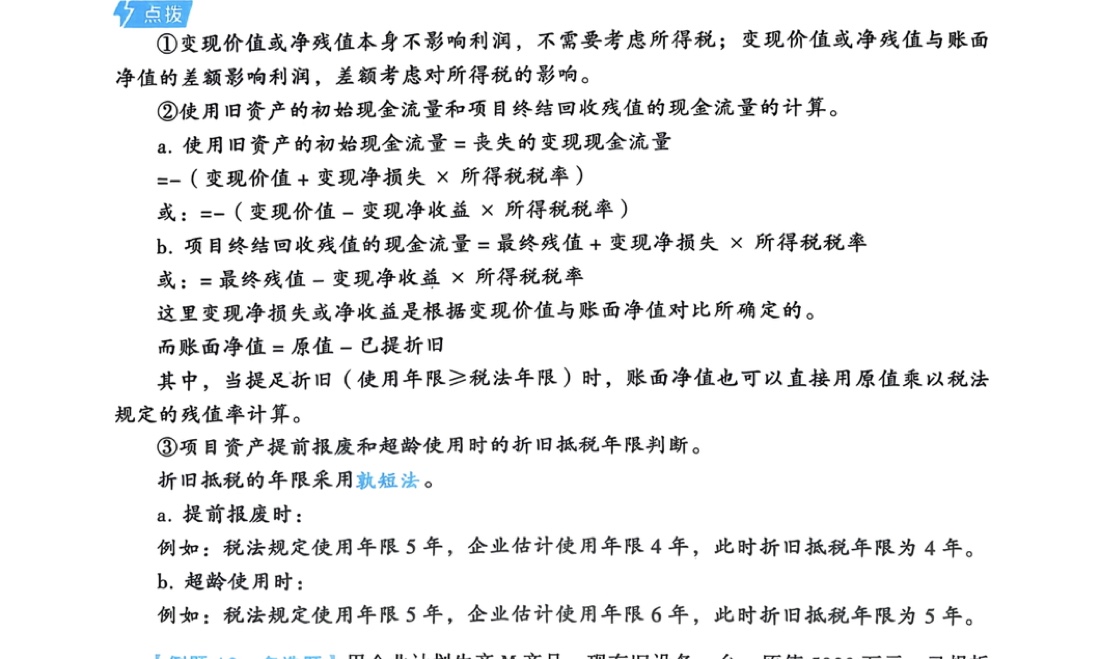 点拨
①变现价值或净残值本身不影响利润，不需要考虑所得税；变现价值或净残值与账面
净值的差额影响利润，差额考虑对所得税的影响。
②使用旧资产的初始现金流量和项目终结回收残值的现金流量的计算。
a. 使用旧资产的初始现金流量 = 丧失的变现现金流量
=-（变现价值 + 变现净损失 × 所得税税率）
或：=-（变现价值 - 变现净收益 × 所得税税率）
b. 项目终结回收残值的现金流量 = 最终残值 + 变现净损失 × 所得税税率
或：= 最终残值 - 变现净收益 × 所得税税率
这里变现净损失或净收益是根据变现价值与账面净值对比所确定的。
而账面净值 = 原值 - 已提折旧
其中，当提足折旧（使用年限≥税法年限）时，账面净值也可以直接用原值乘以税法
规定的残值率计算。
③项目资产提前报废和超龄使用时的折旧抵税年限判断。
折旧抵税的年限采用孰短法。
a. 提前报废时：
例如：税法规定使用年限 5 年，企业估计使用年限 4 年，此时折旧抵税年限为 4 年。
b. 超龄使用时：
例如：税法规定使用年限 5 年，企业估计使用年限 6 年，此时折旧抵税年限为 5 年。